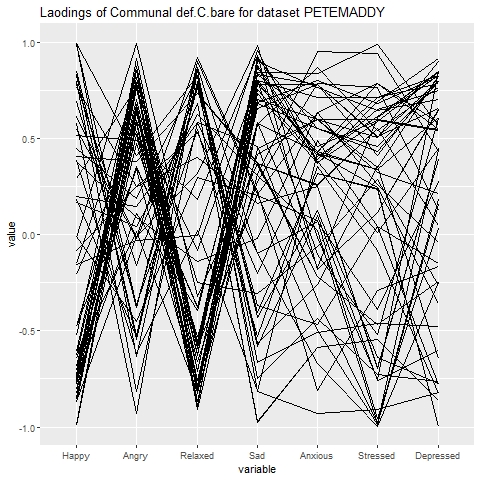 Laodings of Communal def.C.bare for dataset PETEMADDY
1.0
0.5
0.0
-0.5
-1.0
value
Happy Angry Relaxed Sad Anxious Stressed Depressed
variable